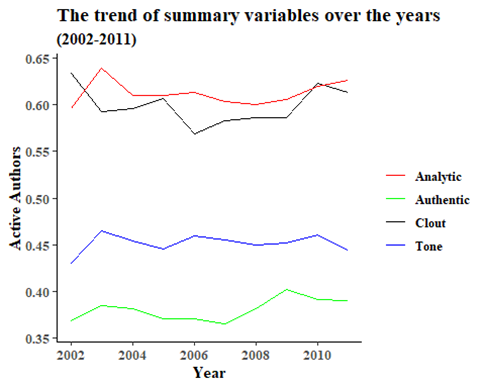 The trend of summary variables over the years
(2002-2011)
0.65
0.60
0.55
0.50
0.45
0.40
0.35
Active Authors
2002 2004 2006 2008 2010
Year
Analytic
Authentic
Clout
Tone